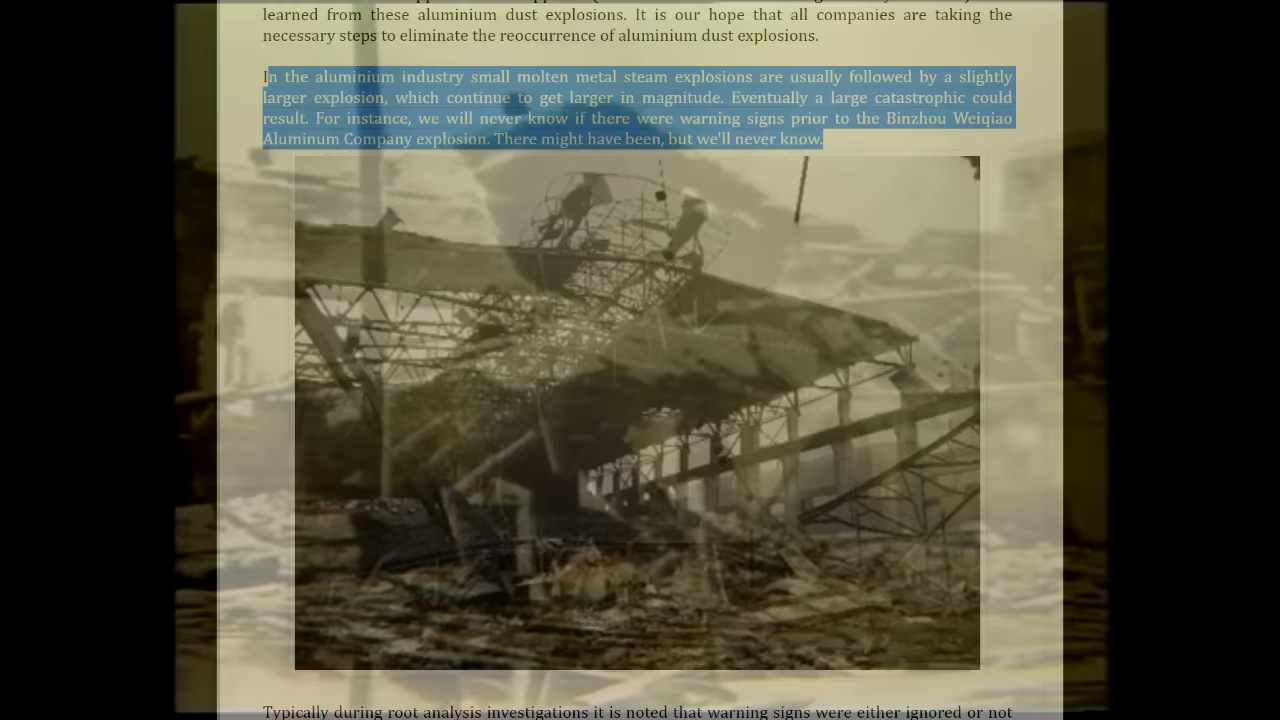 learned from these aluminium dust explosions. It is our hope that all companies are taking the
necessary steps to eliminate the reoccurrence of aluminium dust explosions.
In the aluminium industry small molten metal steam explosions are usually followed by a slightly
larger explosion, which continue to get larger in magnitude. Eventually a large catastrophic could
result. For instance, we will never know if there were warning signs prior to the Binzhou Weiqiao
Aluminum Company explosion. There might have been, but we'll never know.
Typically during root analysis investigations it is noted that warning signs were either ignored or not